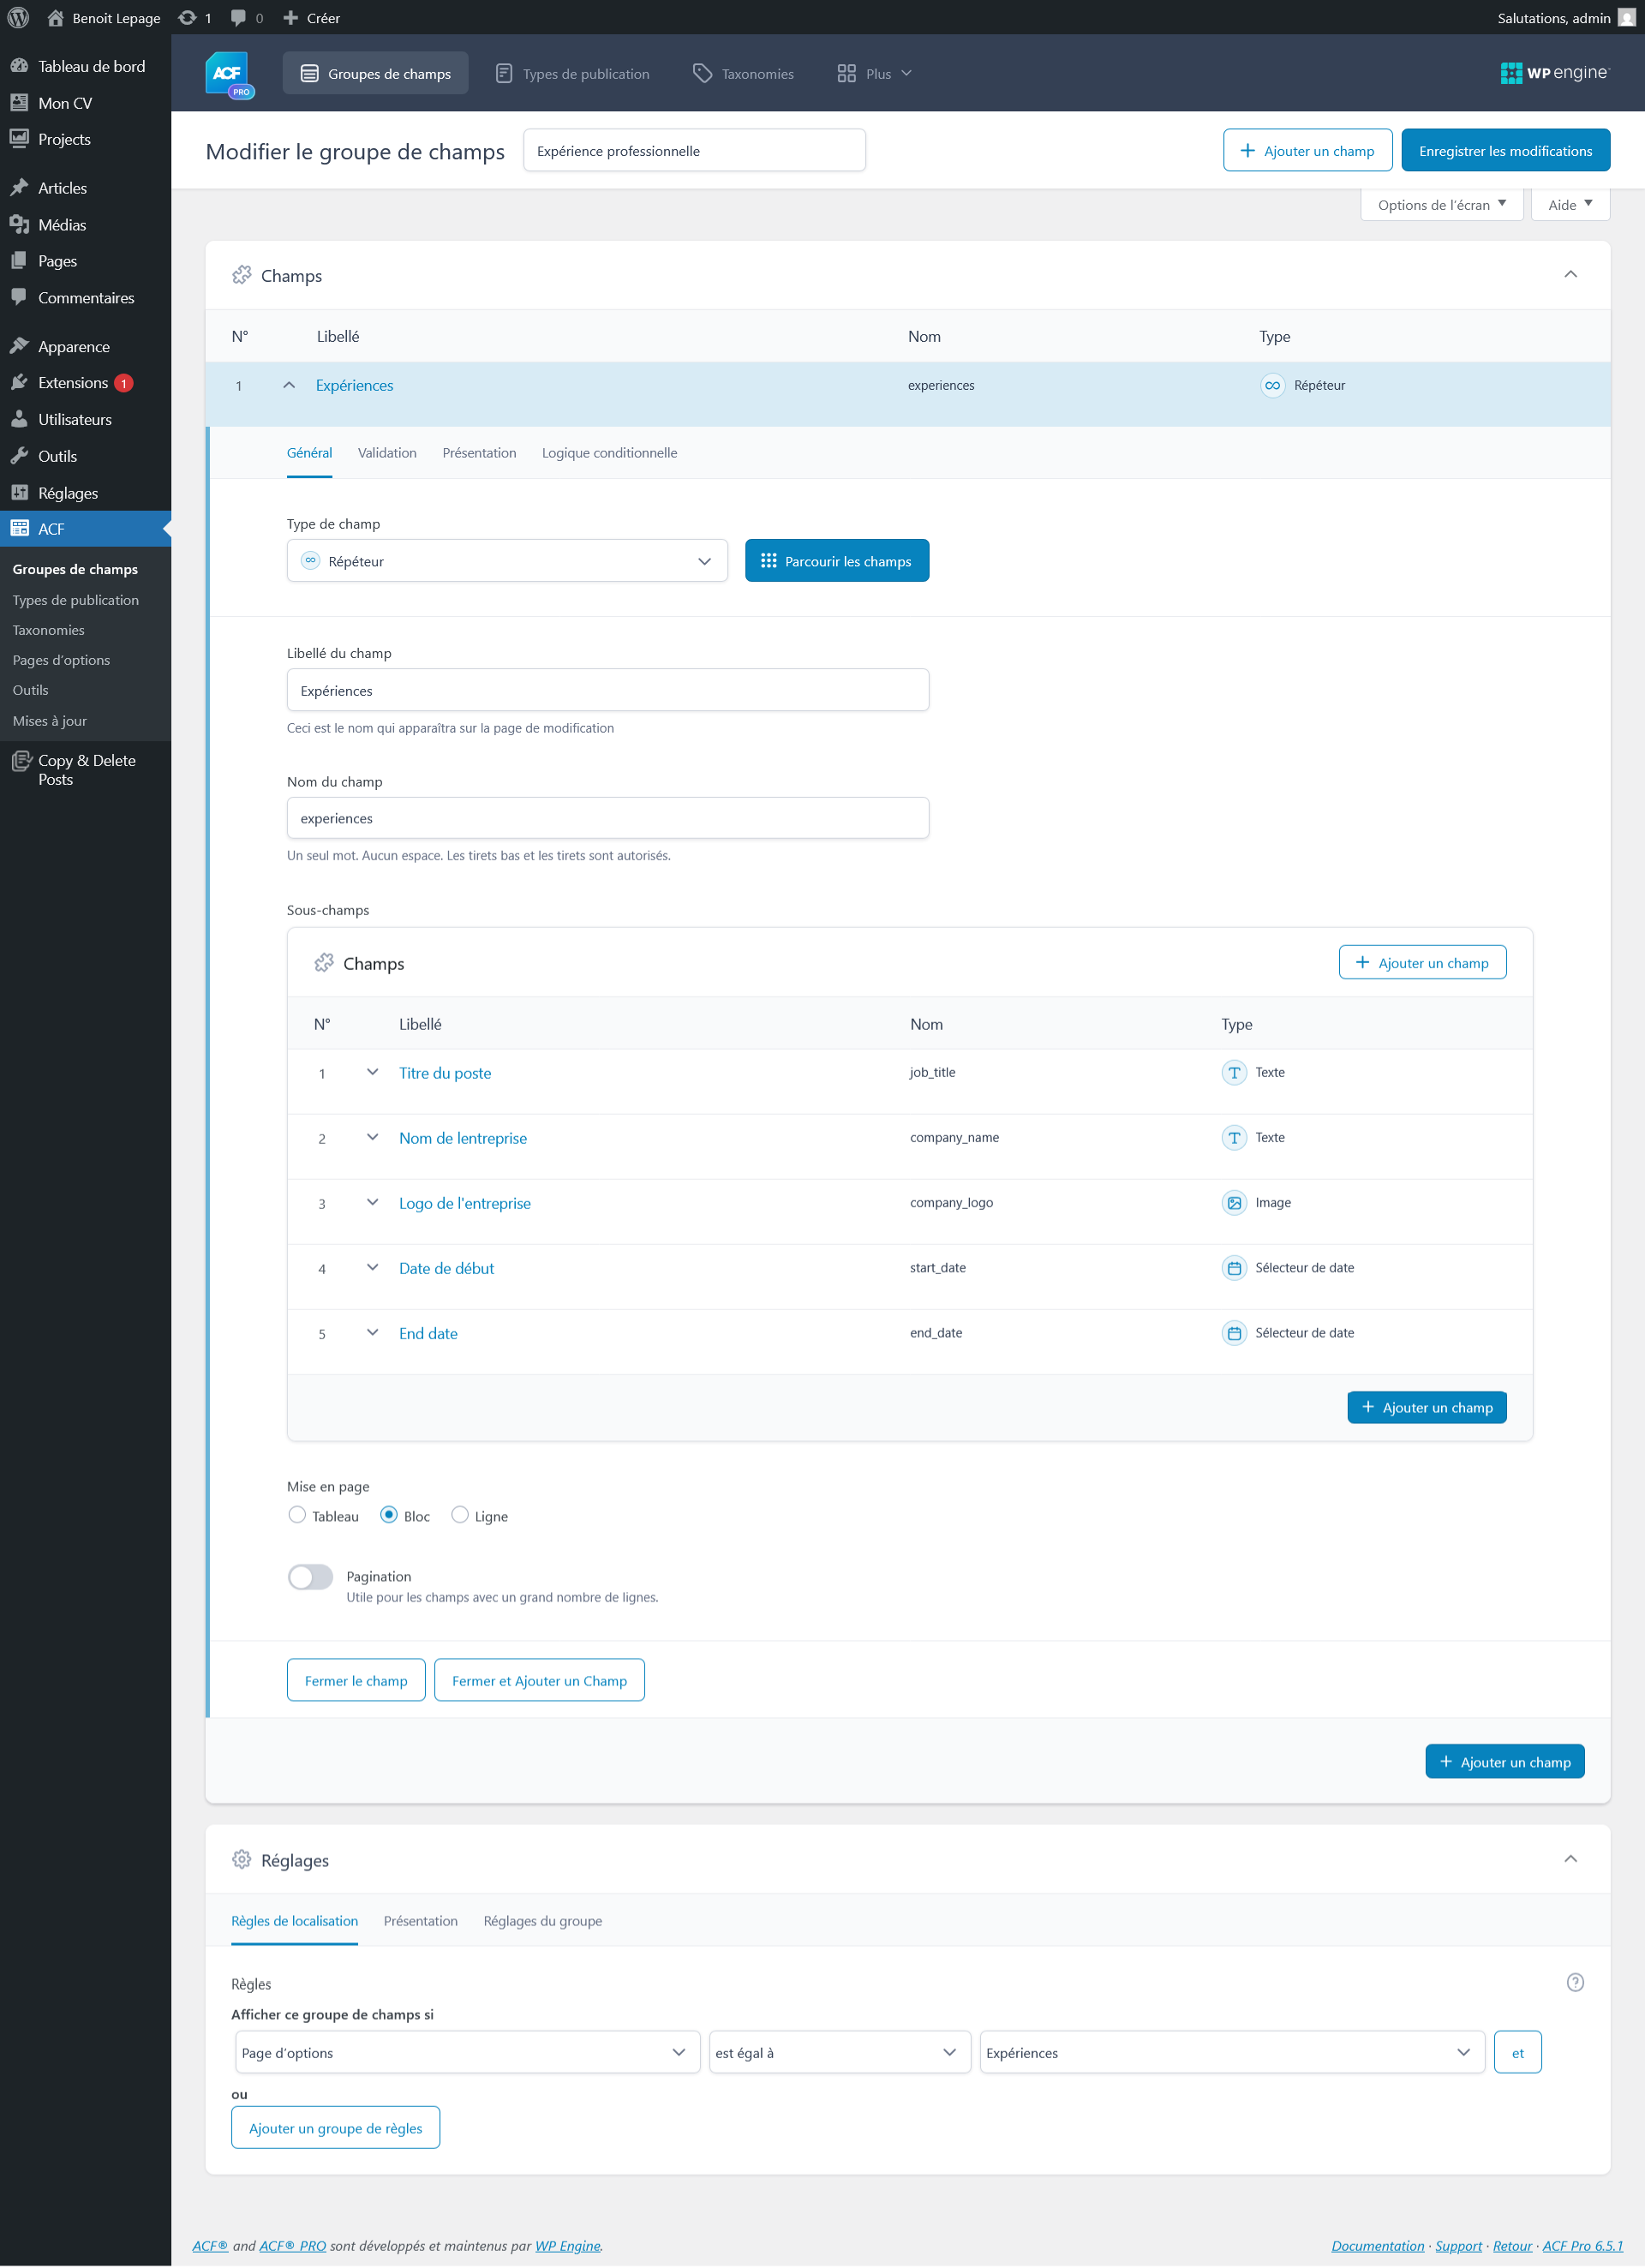 Benoit Lepage 1 0 Créer Salutations, admin
Tableau de bord
Mon CV
Projects
Articles
Médias
Pages
Commentaires
Apparence
Extensions 1
Utilisateurs
Outils
Réglages
ACF
Groupes de champs
Types de publication
Taxonomies
Pages d’options
Outils
Mises à jour
Copy & Delete
Posts
ACF PRO Groupes de champs Types de publication Taxonomies Plus WP engine
Modifier le groupe de champs Expérience professionnelle Ajouter un champ Enregistrer les modifications
Options de l’écran Aide
Champs
N° Libellé Nom Type
1 Expériences experiences Répéteur
Général Validation Présentation Logique conditionnelle
Type de champ
Répéteur Parcourir les champs
Libellé du champ
Expériences
Ceci est le nom qui apparaîtra sur la page de modification
Nom du champ
experiences
Un seul mot. Aucun espace. Les tirets bas et les tirets sont autorisés.
Sous-champs
Champs Ajouter un champ
N° Libellé Nom Type
1 Titre du poste job_title Texte
2 Nom de lentreprise company_name Texte
3 Logo de l'entreprise company_logo Image
4 Date de début start_date Sélecteur de date
5 End date end_date Sélecteur de date
Ajouter un champ
Mise en page
Tableau Bloc Ligne
Pagination
Utile pour les champs avec un grand nombre de lignes.
Fermer le champ Fermer et Ajouter un Champ
Ajouter un champ
Réglages
Règles de localisation Présentation Réglages du groupe
Règles
Afficher ce groupe de champs si
Page d’options est égal à Expériences et
ou
Ajouter un groupe de règles
ACF® and ACF® PRO sont développés et maintenus par WP Engine. Documentation · Support · Retour · ACF Pro 6.5.1